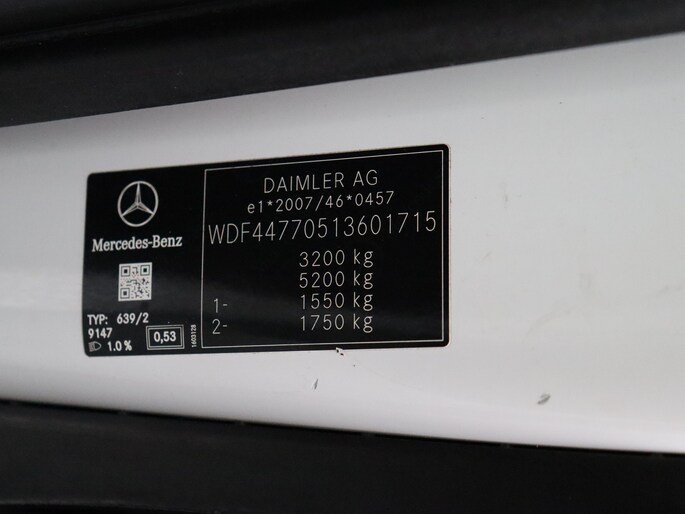 Mercedes-Benz
TYP: 639/2
9147
1.0 %
0,53
1603128
DAIMLER AG
e1*2007/46*0457
WDF44770513601715
3200 kg
5200 kg
1- 1550 kg
2- 1750 kg